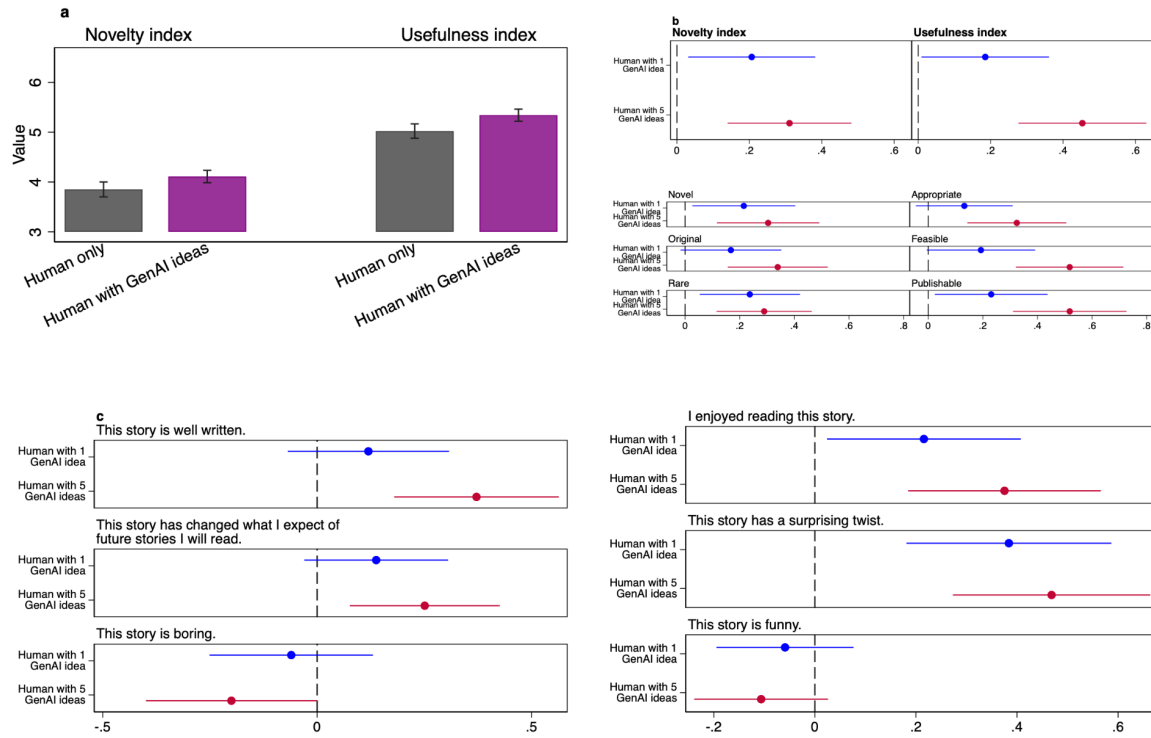 a
Novelty index
Usefulness index
Value
6
5
4
3
Human only
Human with GenAI ideas
Human only
Human with GenAI ideas
b
Novelty index
Usefulness index
Human with 1
GenAI idea
Human with 5
GenAI ideas
0 .2 .4 .6
0 .2 .4 .6
Novel
Appropriate
Human with 1
GenAI idea
Human with 5
GenAI ideas
Original
Feasible
Human with 1
GenAI idea
Human with 5
GenAI ideas
Rare
Publishable
Human with 1
GenAI idea
Human with 5
GenAI ideas
0 .2 .4 .6 .8
0 .2 .4 .6 .8
c
This story is well written.
Human with 1
GenAI idea
Human with 5
GenAI ideas
This story has changed what I expect of
future stories I will read.
Human with 1
GenAI idea
Human with 5
GenAI ideas
This story is boring.
Human with 1
GenAI idea
Human with 5
GenAI ideas
-.5 0 .5
I enjoyed reading this story.
Human with 1
GenAI idea
Human with 5
GenAI ideas
This story has a surprising twist.
Human with 1
GenAI idea
Human with 5
GenAI ideas
This story is funny.
Human with 1
GenAI idea
Human with 5
GenAI ideas
-.2 0 .2 .4 .6